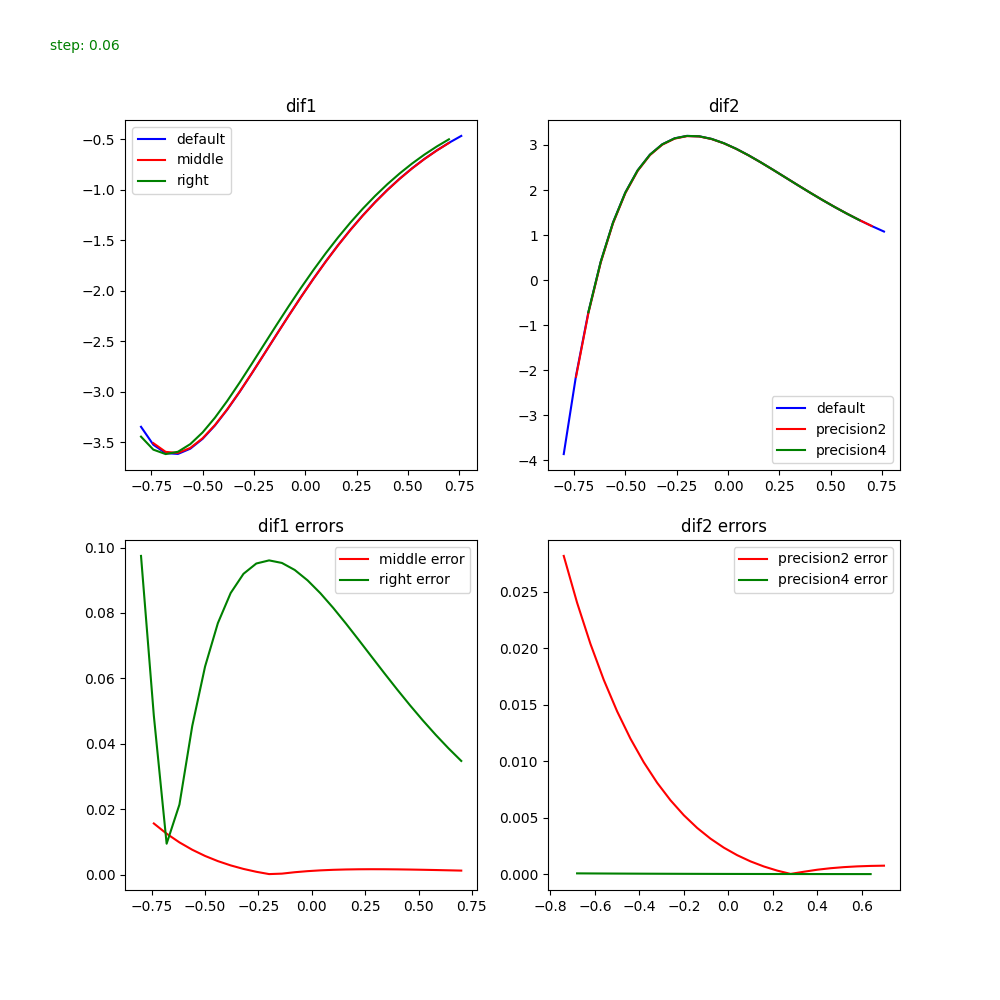 step: 0.06
dif1
default
middle
right
−0.5
−1.0
−1.5
−2.0
−2.5
−3.0
−3.5
−0.75 −0.50 −0.25 0.00 0.25 0.50 0.75
dif2
3
2
1
0
−1
−2
−3
−4
default
precision2
precision4
−0.75 −0.50 −0.25 0.00 0.25 0.50 0.75
dif1 errors
middle error
right error
0.10
0.08
0.06
0.04
0.02
0.00
−0.75 −0.50 −0.25 0.00 0.25 0.50 0.75
dif2 errors
precision2 error
precision4 error
0.025
0.020
0.015
0.010
0.005
0.000
−0.8 −0.6 −0.4 −0.2 0.0 0.2 0.4 0.6